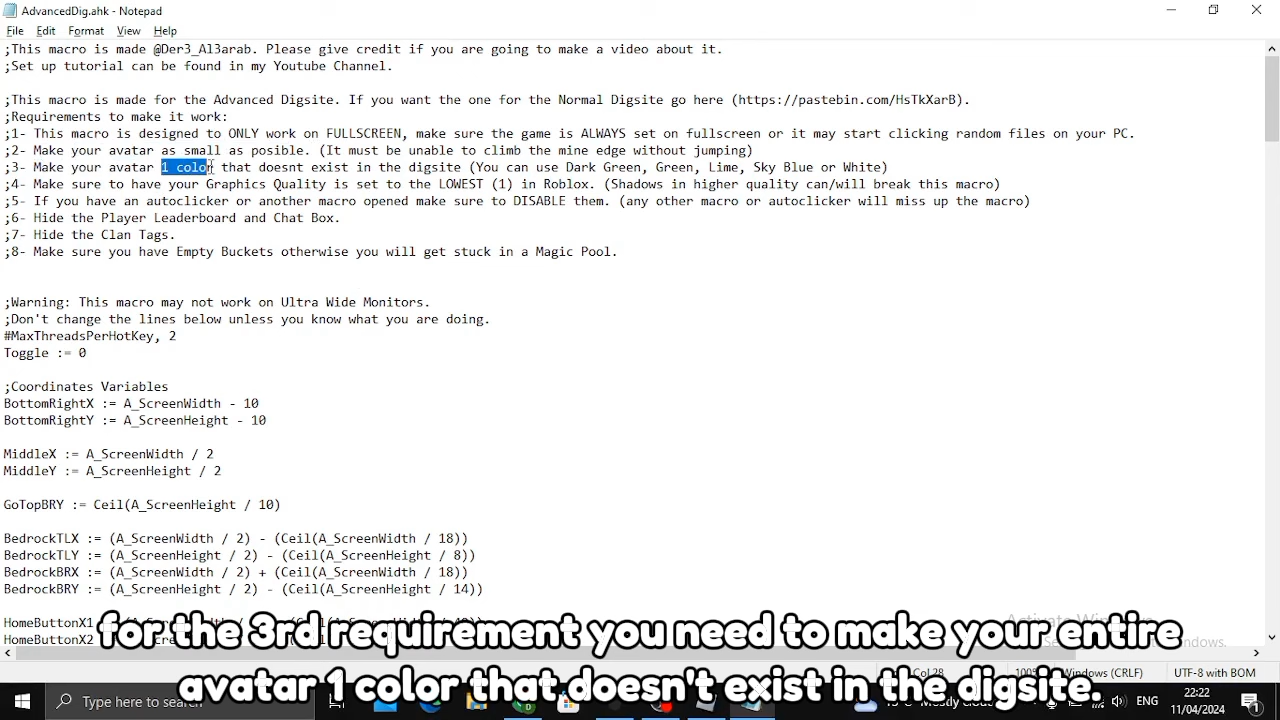 AdvancedDig.ahk - Notepad
File Edit Format View Help
;This macro is made @Der3_Al3arab. Please give credit if you are going to make a video about it.
;Set up tutorial can be found in my Youtube Channel.
;This macro is made for the Advanced Digsite. If you want the one for the Normal Digsite go here (https://pastebin.com/HsTkXarB).
;Requirements to make it work:
;1- This macro is designed to ONLY work on FULLSCREEN, make sure the game is ALWAYS set on fullscreen or it may start clicking random files on your PC.
;2- Make your avatar as small as posible. (It must be unable to climb the mine edge without jumping)
;3- Make your avatar 1 color that doesnt exist in the digsite (You can use Dark Green, Green, Lime, Sky Blue or White)
;4- Make sure to have your Graphics Quality is set to the LOWEST (1) in Roblox. (Shadows in higher quality can/will break this macro)
;5- If you have an autoclicker or another macro opened make sure to DISABLE them. (any other macro or autoclicker will miss up the macro)
;6- Hide the Player Leaderboard and Chat Box.
;7- Hide the Clan Tags.
;8- Make sure you have Empty Buckets otherwise you will get stuck in a Magic Pool.
;Warning: This macro may not work on Ultra Wide Monitors.
;Don't change the lines below unless you know what you are doing.
#MaxThreadsPerHotKey, 2
Toggle := 0
;Coordinates Variables
BottomRightX := A_ScreenWidth - 10
BottomRightY := A_ScreenHeight - 10
MiddleX := A_ScreenWidth / 2
MiddleY := A_ScreenHeight / 2
GoTopBRY := Ceil(A_ScreenHeight / 10)
BedrockTLX := (A_ScreenWidth / 2) - (Ceil(A_ScreenWidth / 18))
BedrockTLY := (A_ScreenHeight / 2) - (Ceil(A_ScreenHeight / 8))
BedrockBRX := (A_ScreenWidth / 2) + (Ceil(A_ScreenWidth / 18))
BedrockBRY := (A_ScreenHeight / 2) - (Ceil(A_ScreenHeight / 14))
HomeButtonX1
HomeButtonX2
for the 3rd requirement you need to make your entire
avatar 1 color that doesn't exist in the digsite.
Col 28
Windows (CRLF)
UTF-8 with BOM
Type here to search
ENG
22:22
11/04/2024